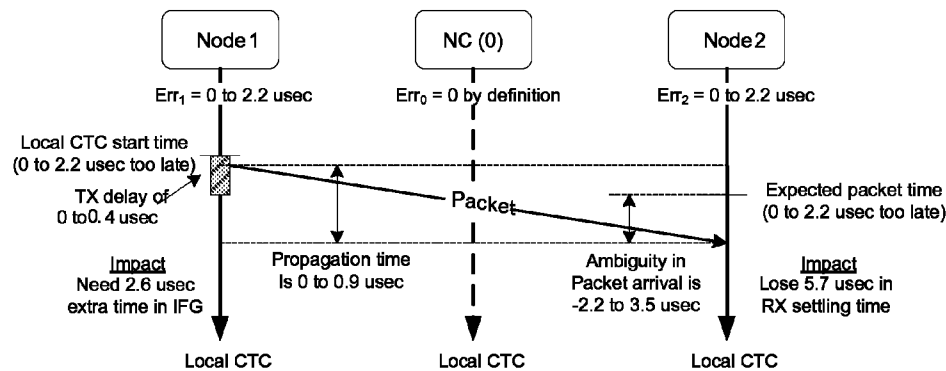 Node 1
NC (0)
Node 2
Err1 = 0 to 2.2 usec
Err0 = 0 by definition
Err2 = 0 to 2.2 usec
Local CTC start time
(0 to 2.2 usec too late)
TX delay of
0 to 0.4 usec
Packet
Expected packet time
(0 to 2.2 usec too late)
Impact
Need 2.6 usec
extra time in IFG
Propagation time
Is 0 to 0.9 usec
Ambiguity in
Packet arrival is
-2.2 to 3.5 usec
Impact
Lose 5.7 usec in
RX settling time
Local CTC
Local CTC
Local CTC